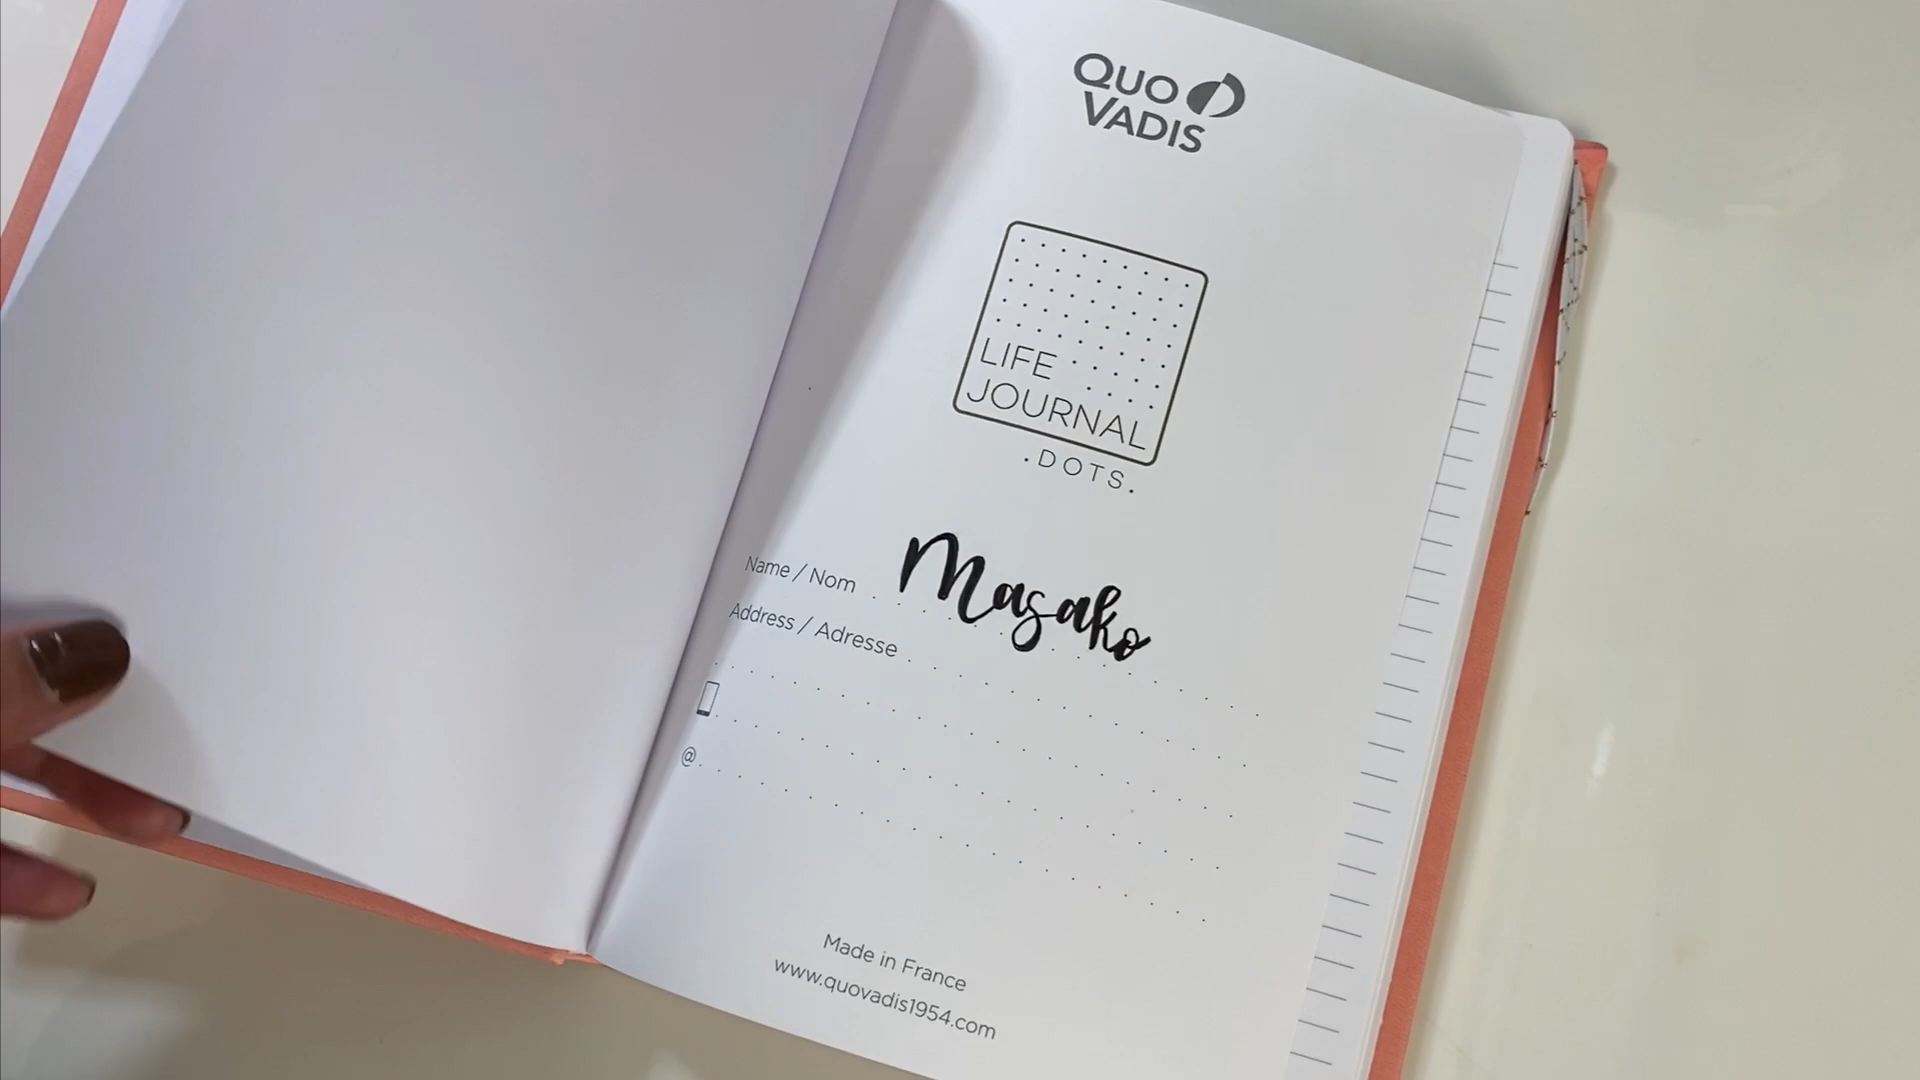 QUO
VADIS
LIFE
JOURNAL
.DOTS.
Name / Nom Masako
Address / Adresse
@
Made in France
www.quovadis1954.com